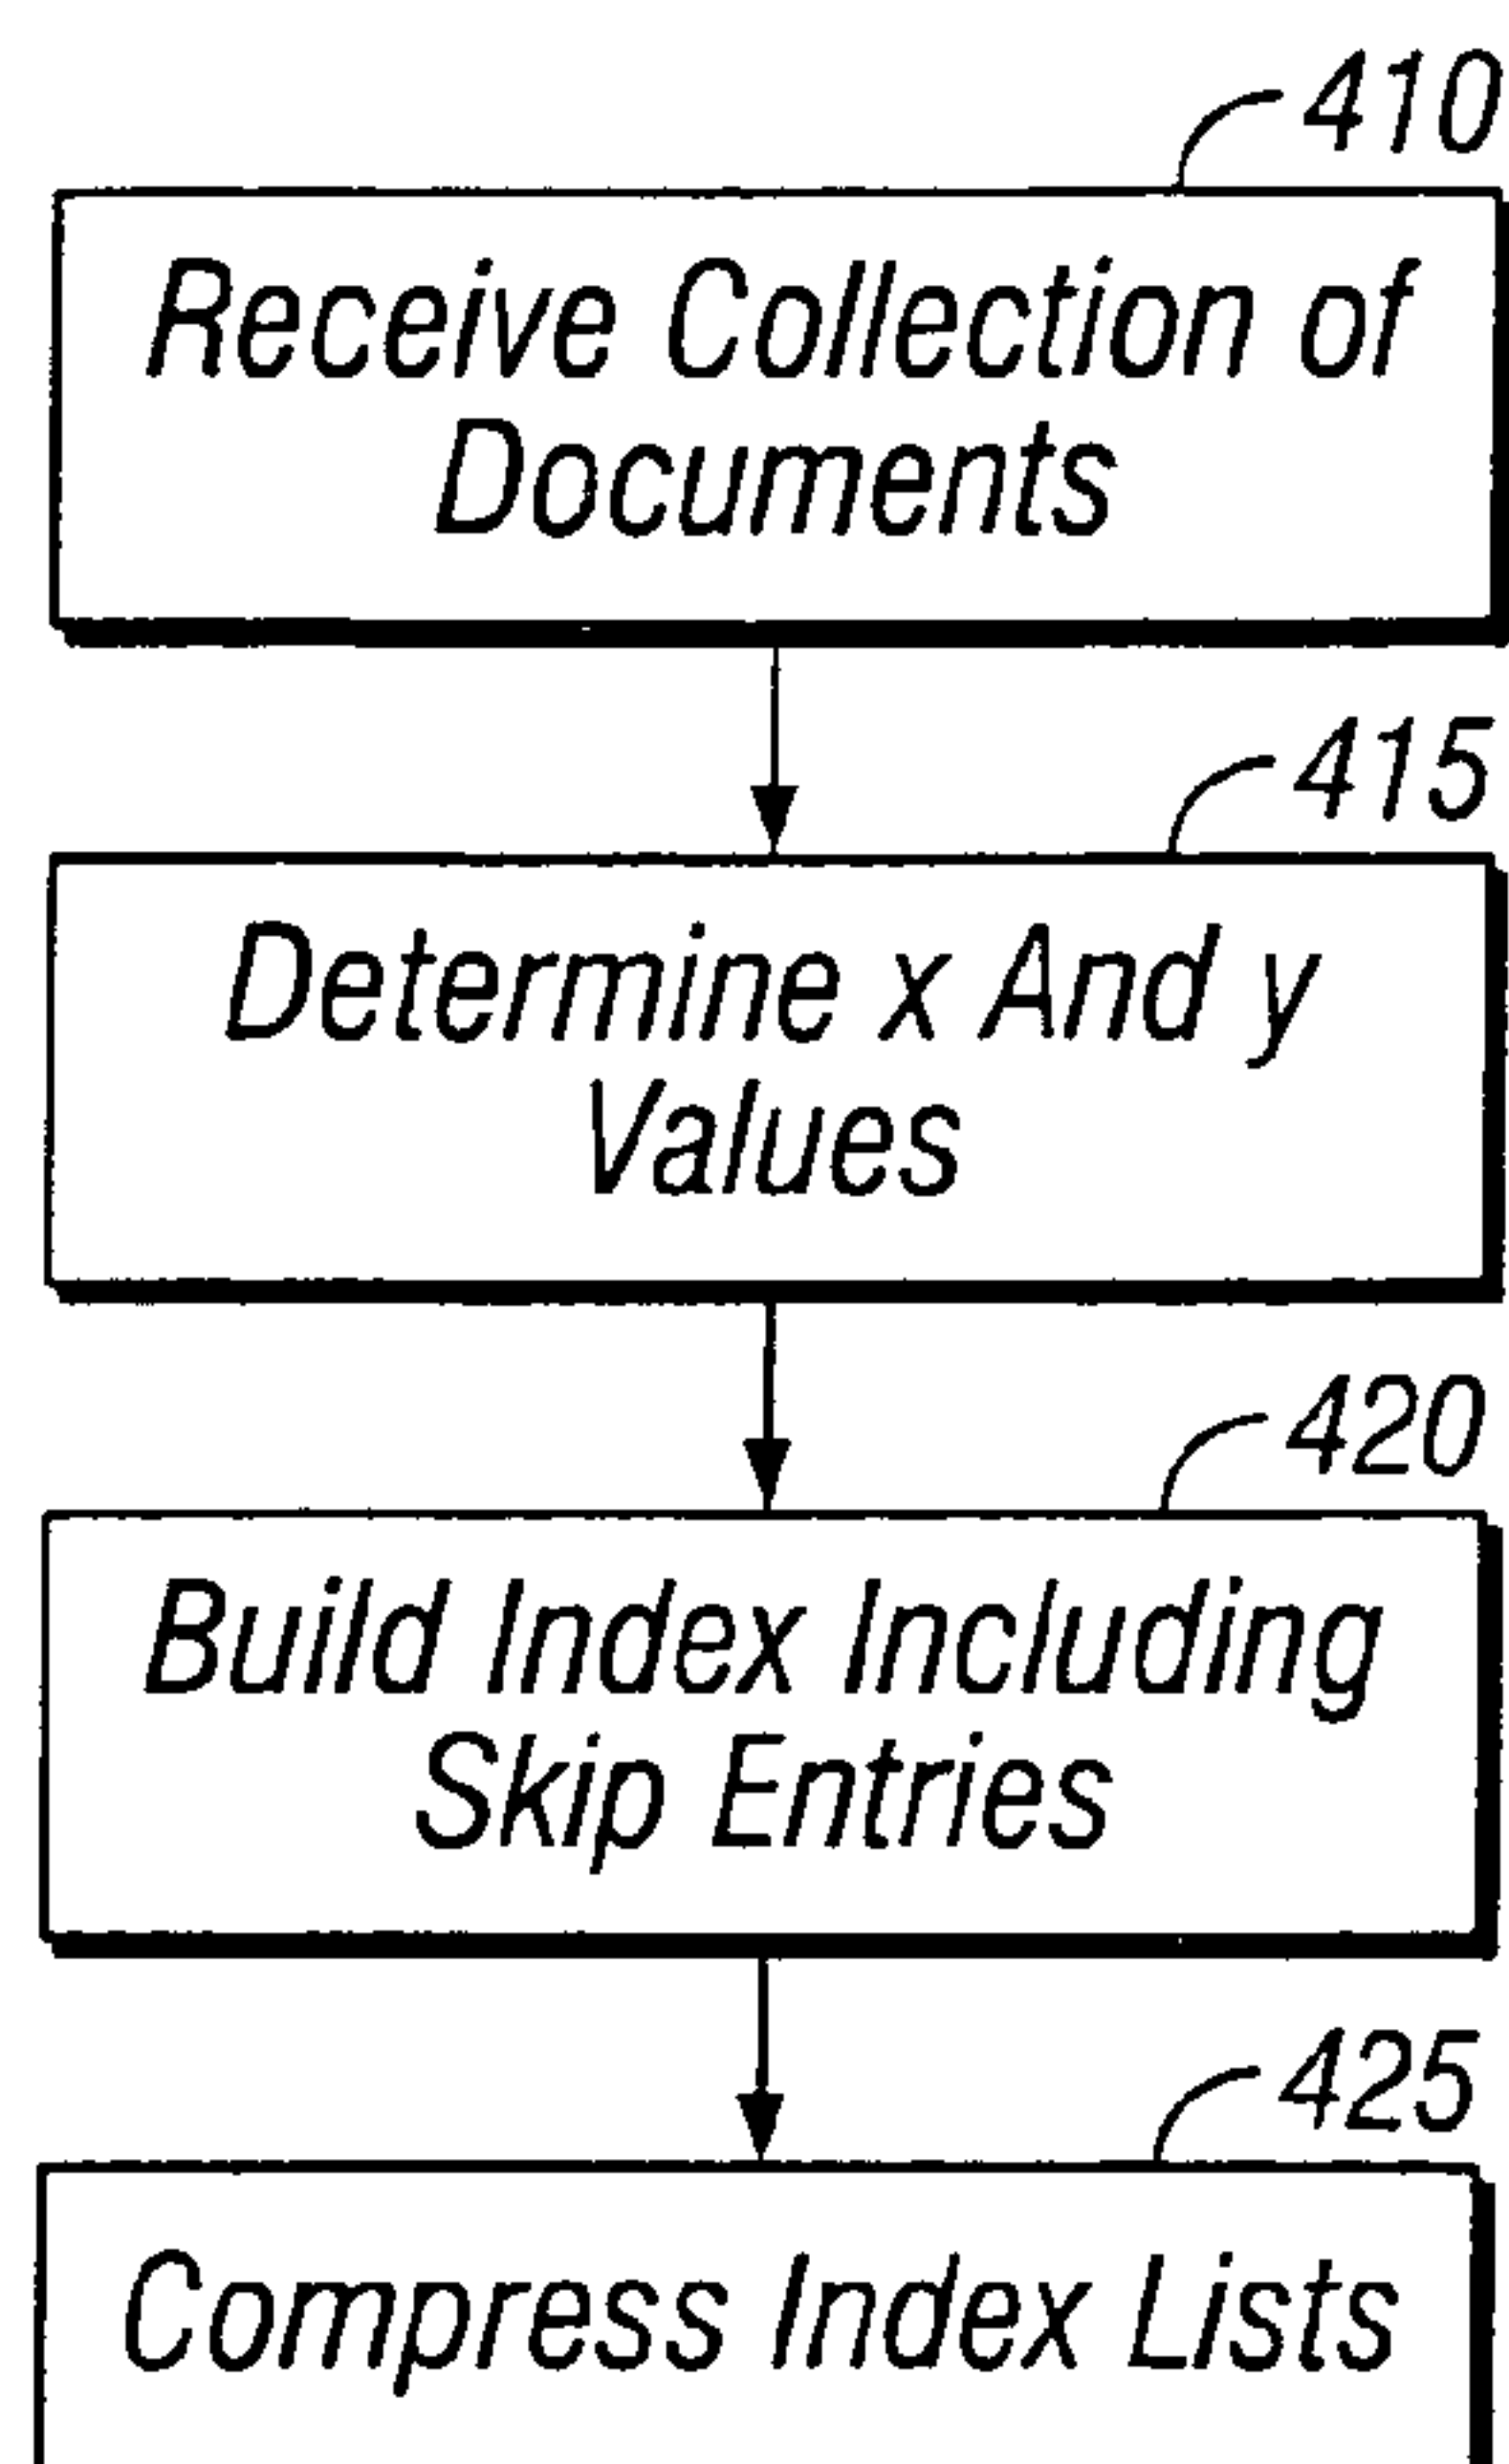 410
Receive Collection of
Documents
415
Determine x And y
Values
420
Build Index Including
Skip Entries
425
Compress Index Lists